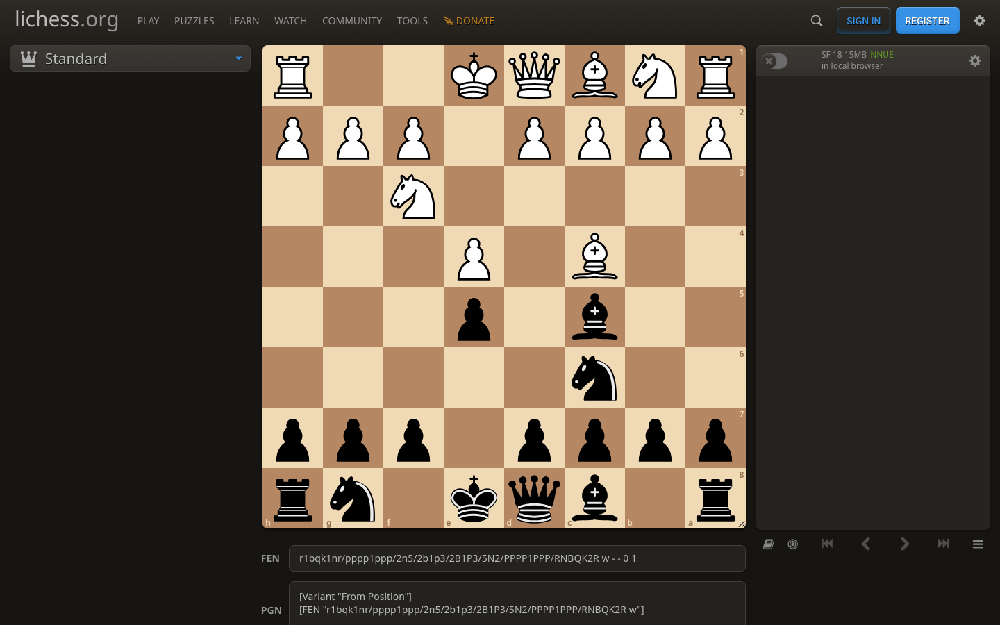 lichess.org
PLAY PUZZLES LEARN WATCH COMMUNITY TOOLS DONATE
SIGN IN
REGISTER
Standard
SF 18 15MB NNUE
in local browser
1
2
3
4
5
6
7
8
h g f e d c b a
FEN
r1bqk1nr/pppp1ppp/2n5/2b1p3/2B1P3/5N2/PPPP1PPP/RNBQK2R w - - 0 1
PGN
[Variant "From Position"]
[FEN "r1bqk1nr/pppp1ppp/2n5/2b1p3/2B1P3/5N2/PPPP1PPP/RNBQK2R w"]